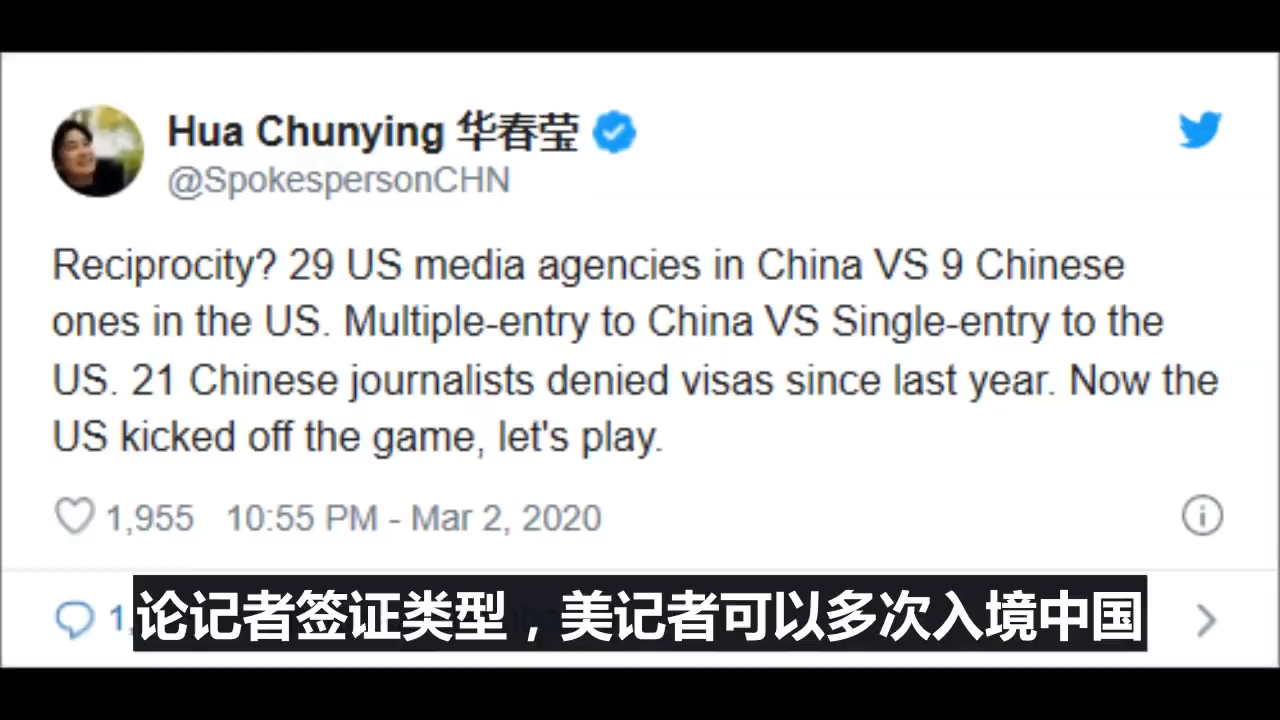 Hua Chunying 华春莹
@SpokespersonCHN
Reciprocity? 29 US media agencies in China VS 9 Chinese
ones in the US. Multiple-entry to China VS Single-entry to the
US. 21 Chinese journalists denied visas since last year. Now the
US kicked off the game, let's play.
1,955 10:55 PM - Mar 2, 2020
论记者签证类型，美记者可以多次入境中国